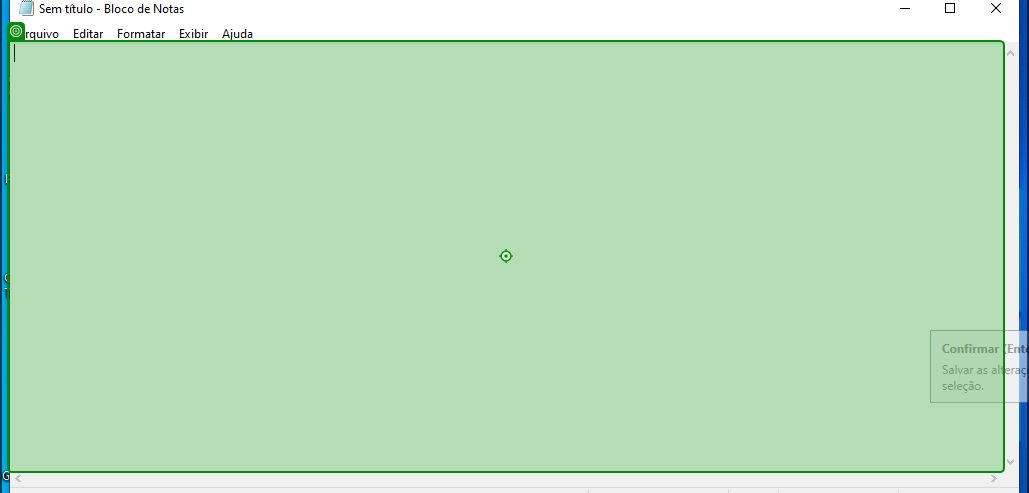 Sem título - Bloco de Notas
rquivo Editar Formatar Exibir Ajuda
Confirmar (Ente
Salvar as alteraç
seleção.
G